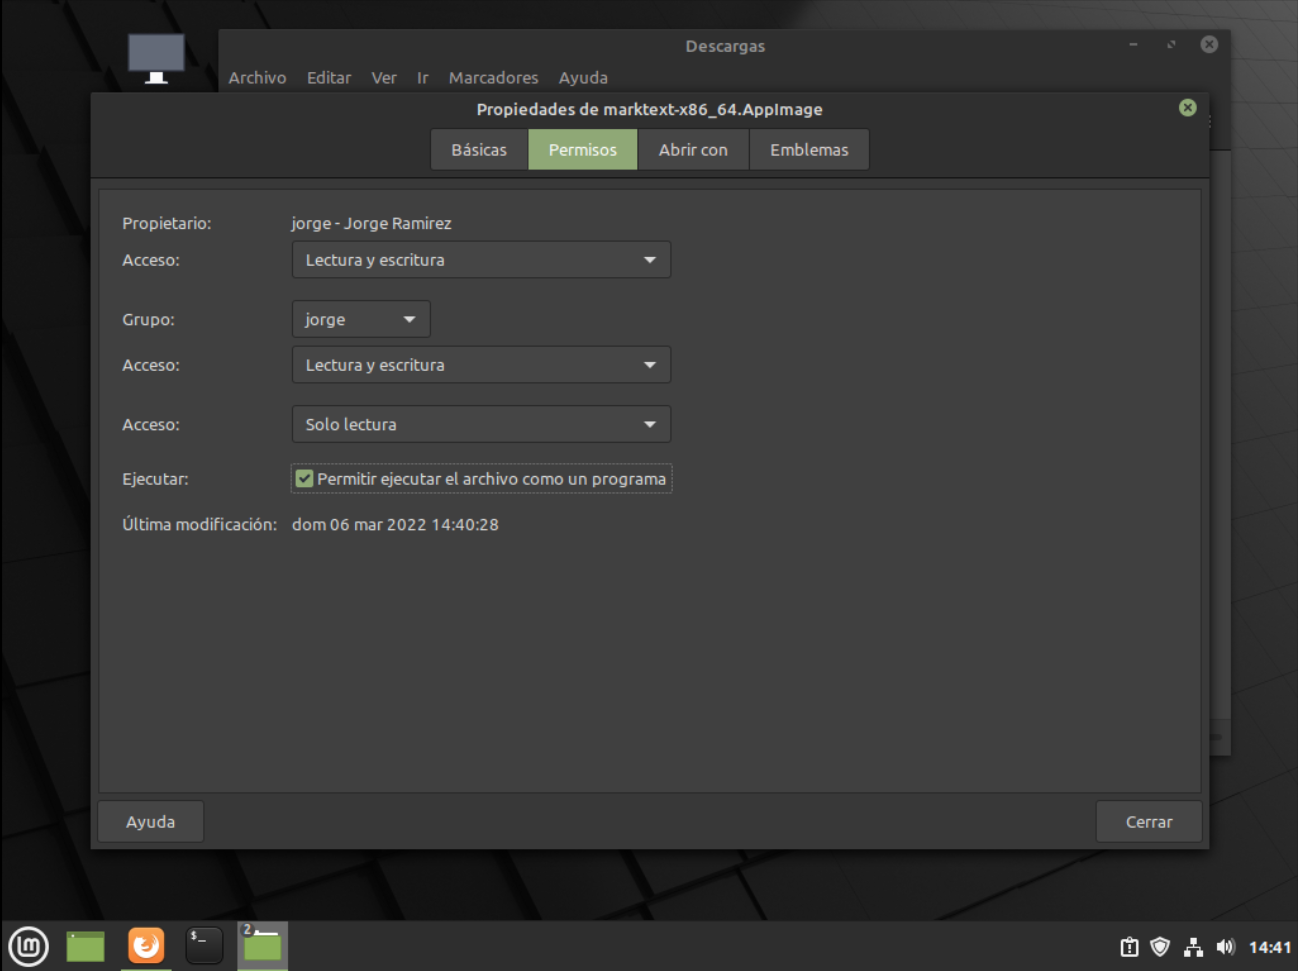 Descargas
Archivo Editar Ver Ir Marcadores Ayuda
Propiedades de marktext-x86_64.AppImage
Básicas Permisos Abrir con Emblemas
Propietario: jorge - Jorge Ramirez
Acceso: Lectura y escritura
Grupo: jorge
Acceso: Lectura y escritura
Acceso: Solo lectura
Ejecutar: Permitir ejecutar el archivo como un programa
Última modificación: dom 06 mar 2022 14:40:28
Ayuda Cerrar
$_ 2 14:41